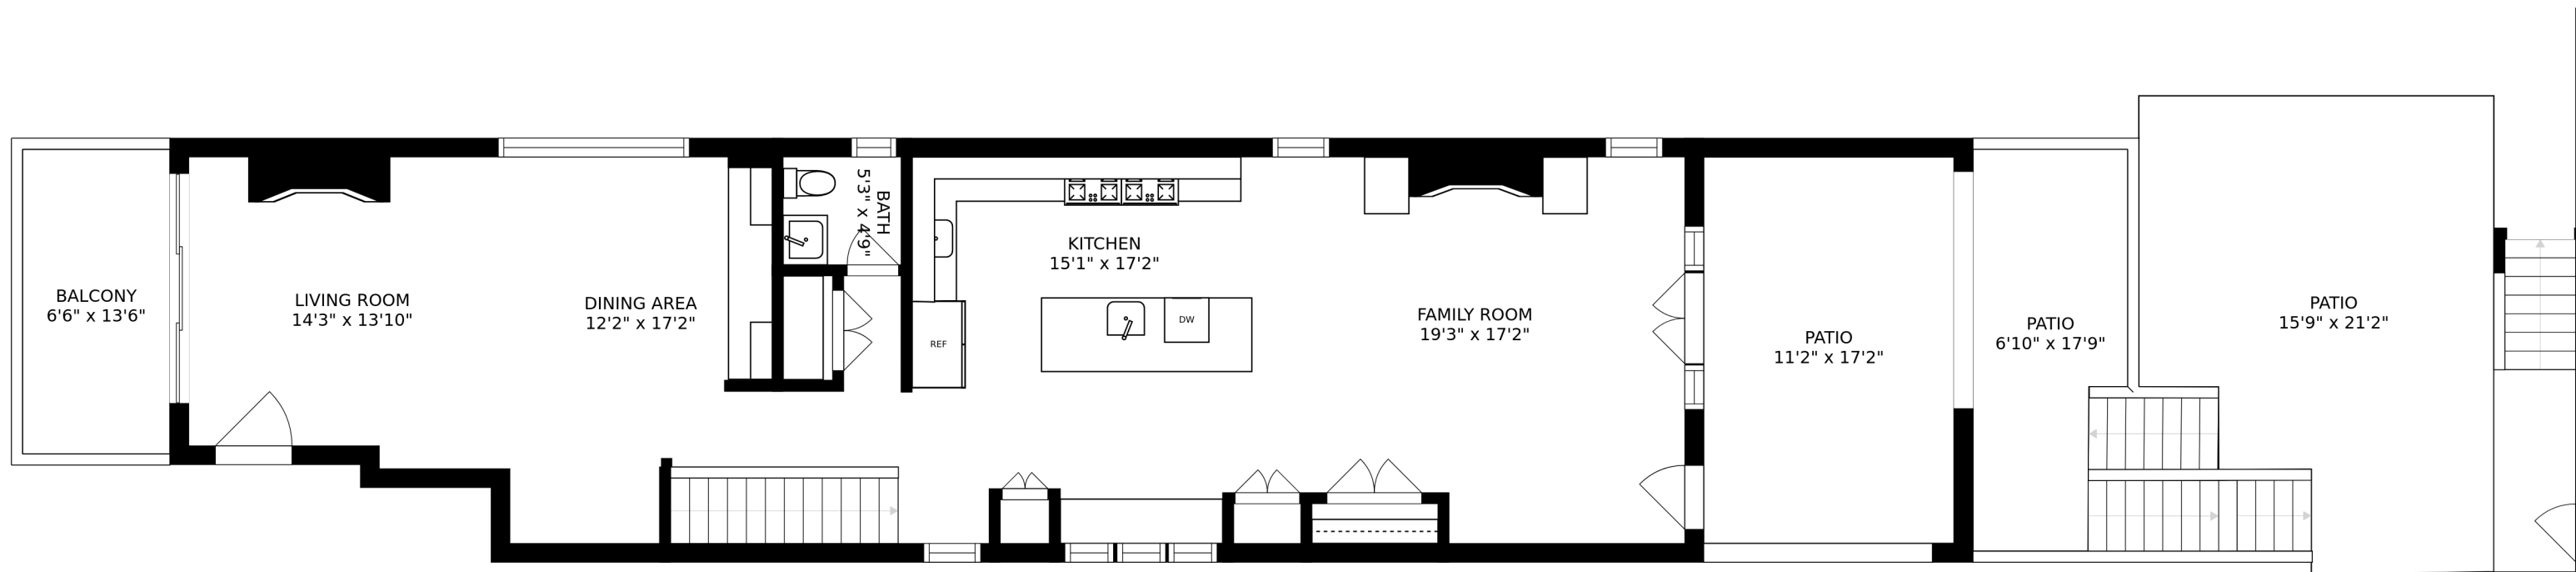 BALCONY
6'6" x 13'6"
LIVING ROOM
14'3" x 13'10"
DINING AREA
12'2" x 17'2"
BATH
5'3" x 4'9"
KITCHEN
15'1" x 17'2"
REF
DW
FAMILY ROOM
19'3" x 17'2"
PATIO
11'2" x 17'2"
PATIO
6'10" x 17'9"
PATIO
15'9" x 21'2"